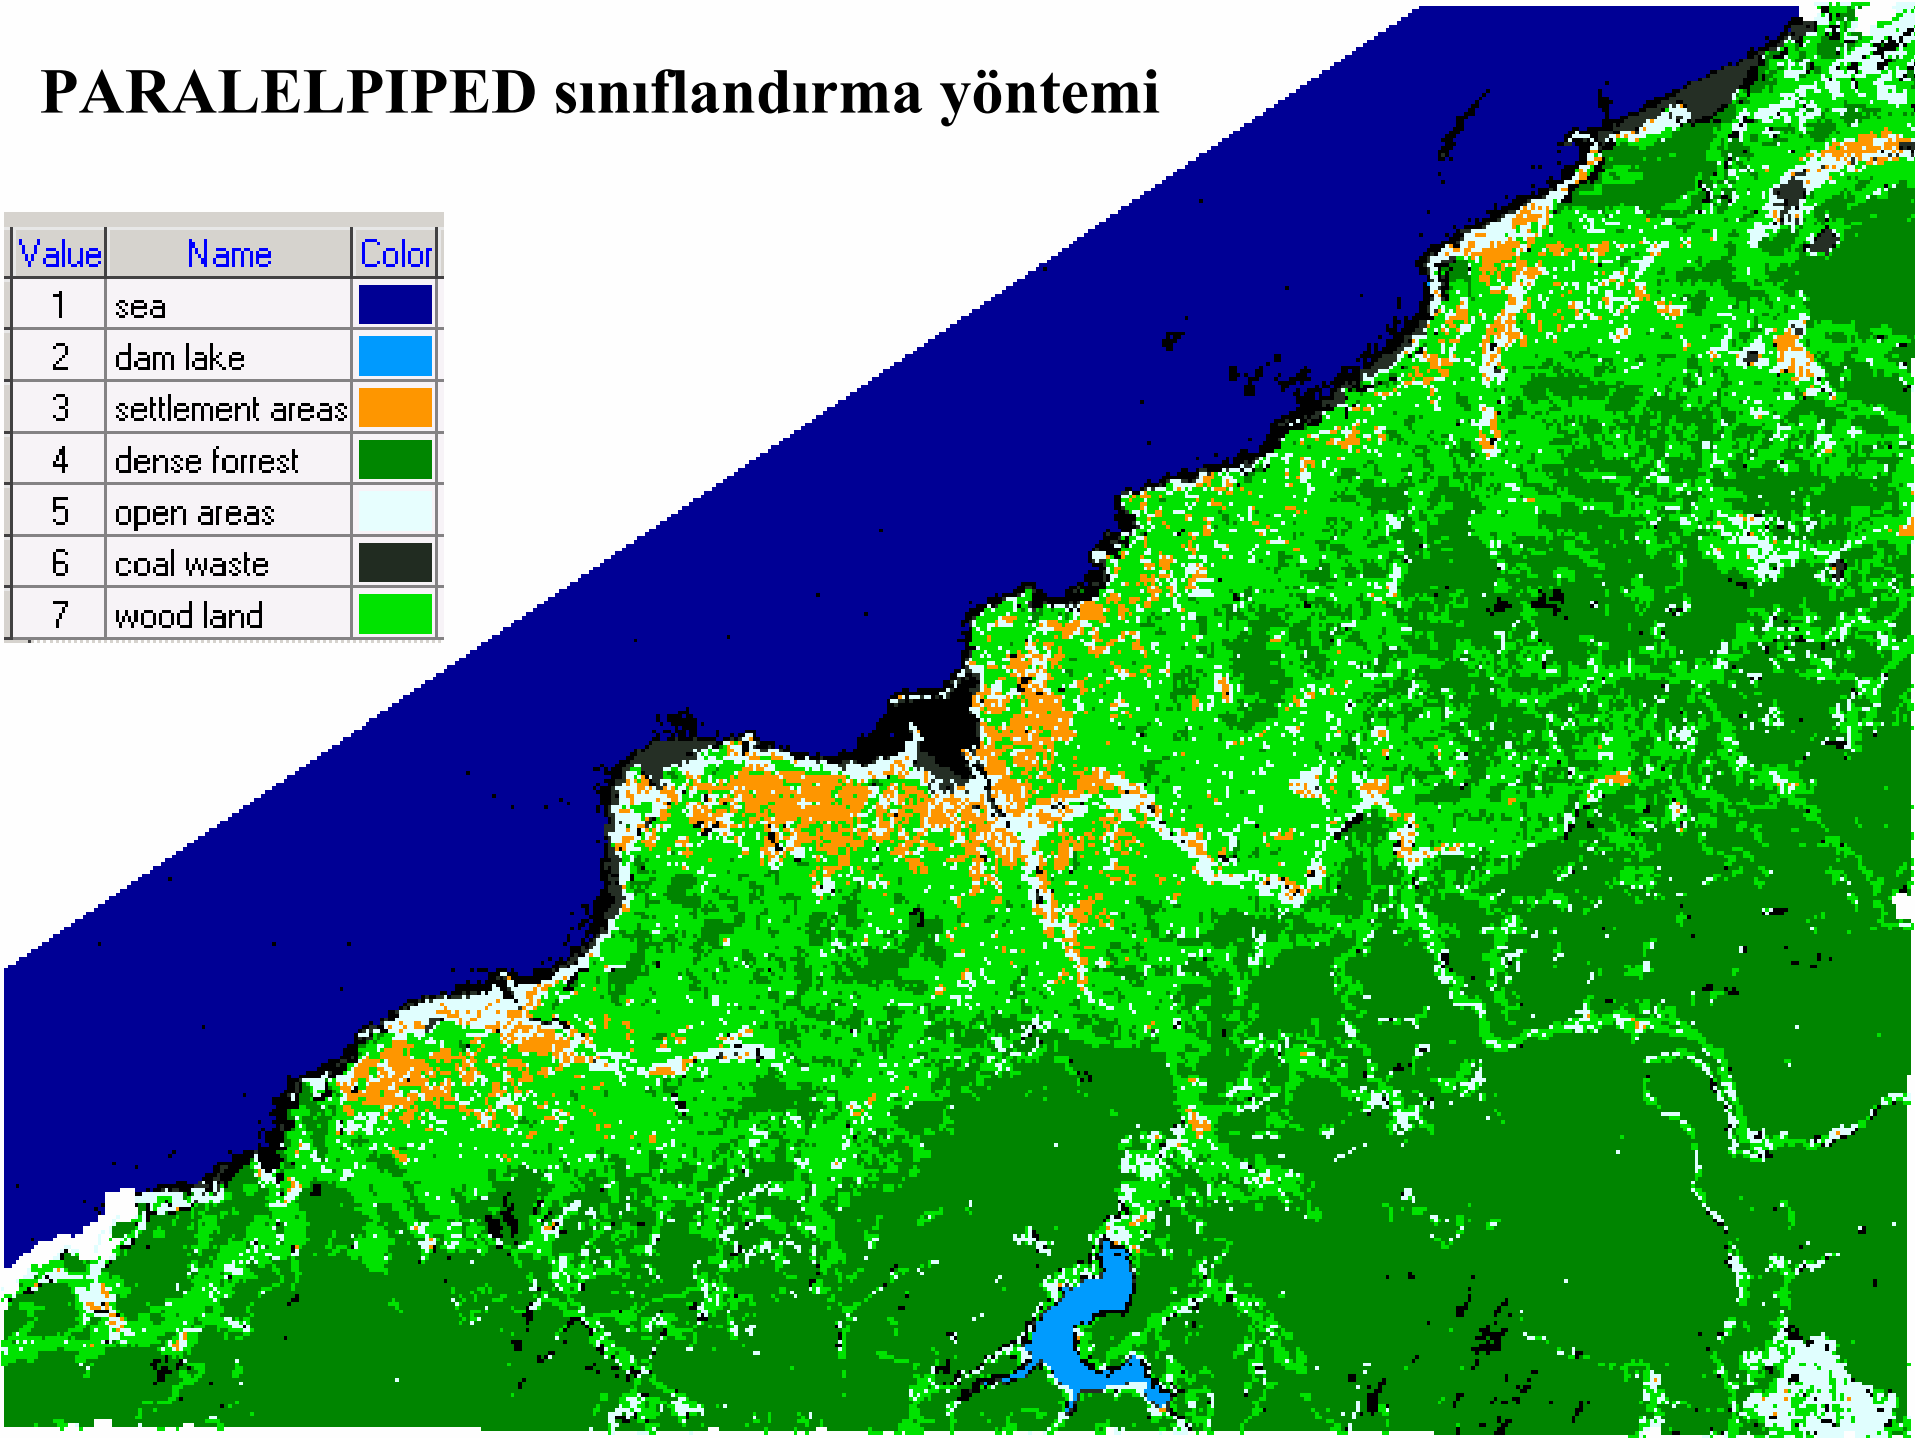 PARALELPIPED sınıflandırma yöntemi
Value Name Color
1 sea
2 dam lake
3 settlement areas
4 dense forrest
5 open areas
6 coal waste
7 wood land